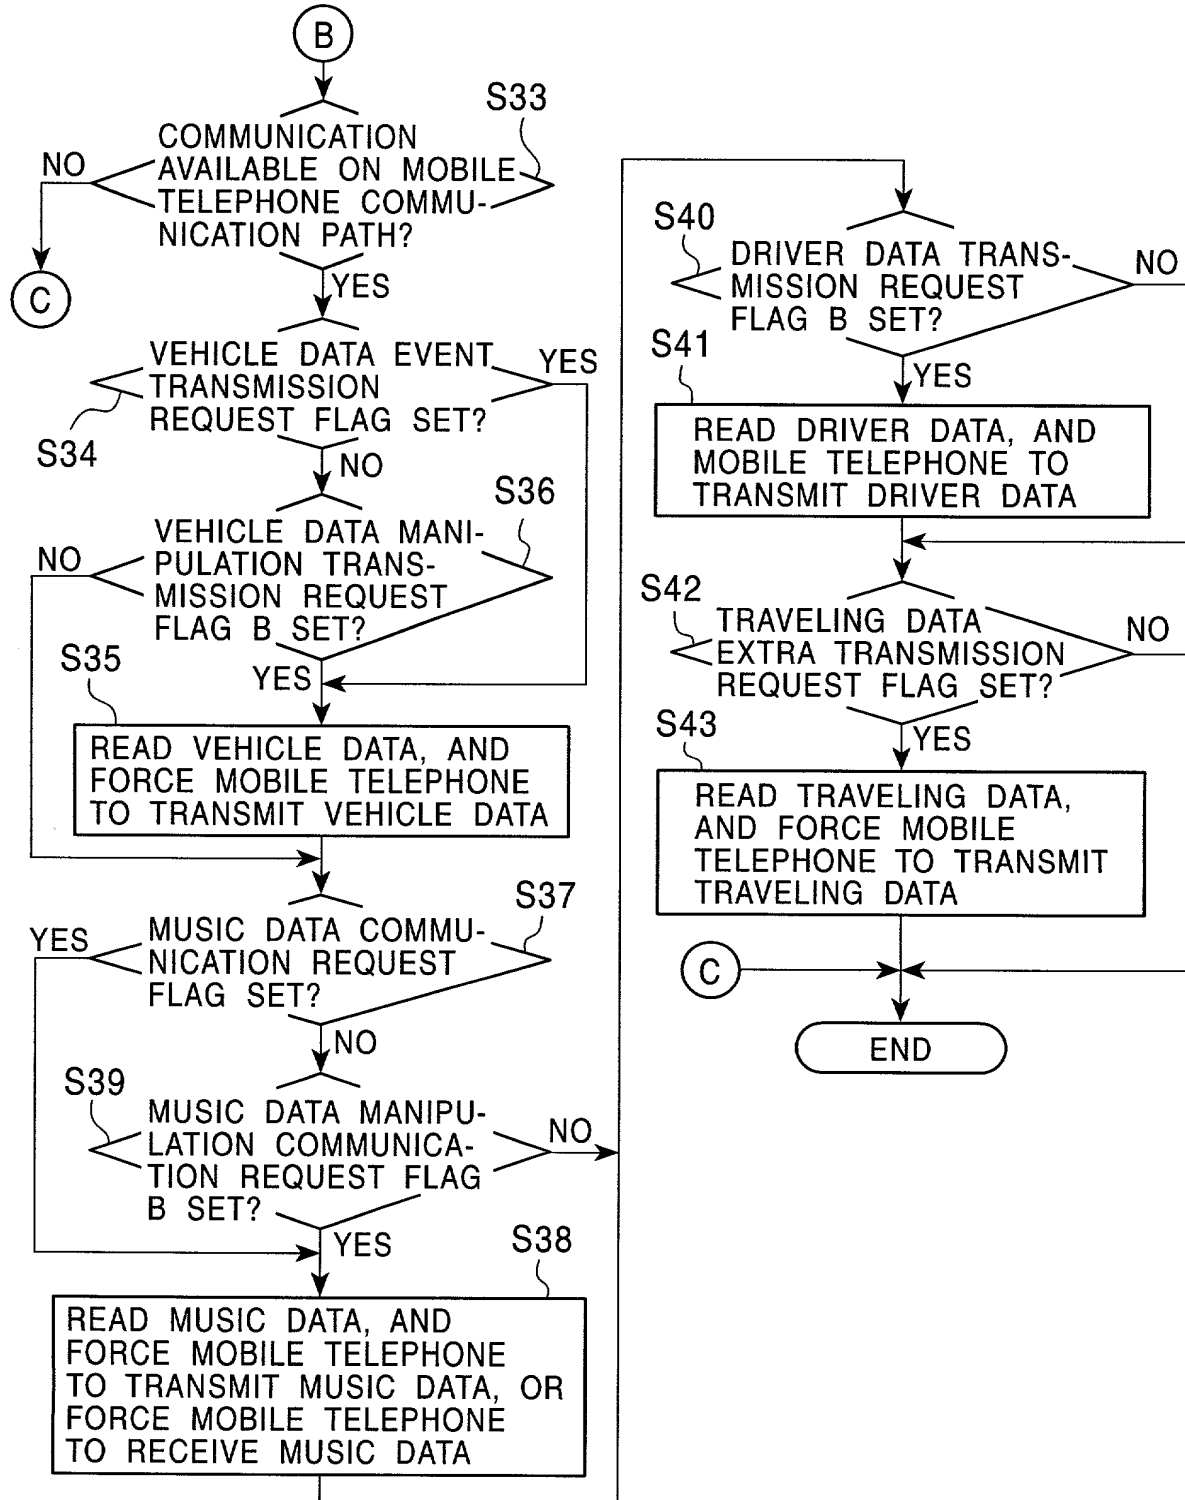 B
S33
COMMUNICATION
AVAILABLE ON MOBILE
TELEPHONE COMMU-
NICATION PATH?
NO
C
YES
VEHICLE DATA EVENT
TRANSMISSION
REQUEST FLAG SET?
YES
S34
NO
S36
VEHICLE DATA MANI-
PULATION TRANS-
MISSION REQUEST
FLAG B SET?
NO
YES
S35
READ VEHICLE DATA, AND
FORCE MOBILE TELEPHONE
TO TRANSMIT VEHICLE DATA
S37
MUSIC DATA COMMU-
NICATION REQUEST
FLAG SET?
YES
NO
S39
MUSIC DATA MANIPU-
LATION COMMUNICA-
TION REQUEST FLAG
B SET?
NO
YES
S38
READ MUSIC DATA, AND
FORCE MOBILE TELEPHONE
TO TRANSMIT MUSIC DATA, OR
FORCE MOBILE TELEPHONE
TO RECEIVE MUSIC DATA
S40
DRIVER DATA TRANS-
MISSION REQUEST
FLAG B SET?
NO
YES
S41
READ DRIVER DATA, AND
MOBILE TELEPHONE TO
TRANSMIT DRIVER DATA
S42
TRAVELING DATA
EXTRA TRANSMISSION
REQUEST FLAG SET?
NO
YES
S43
READ TRAVELING DATA,
AND FORCE MOBILE
TELEPHONE TO TRANSMIT
TRAVELING DATA
C
END